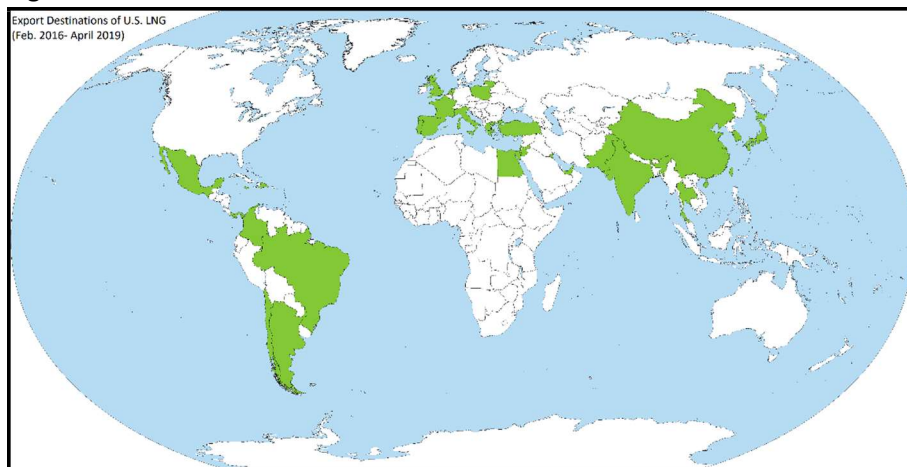 Export Destinations of U.S. LNG
(Feb. 2016- April 2019)